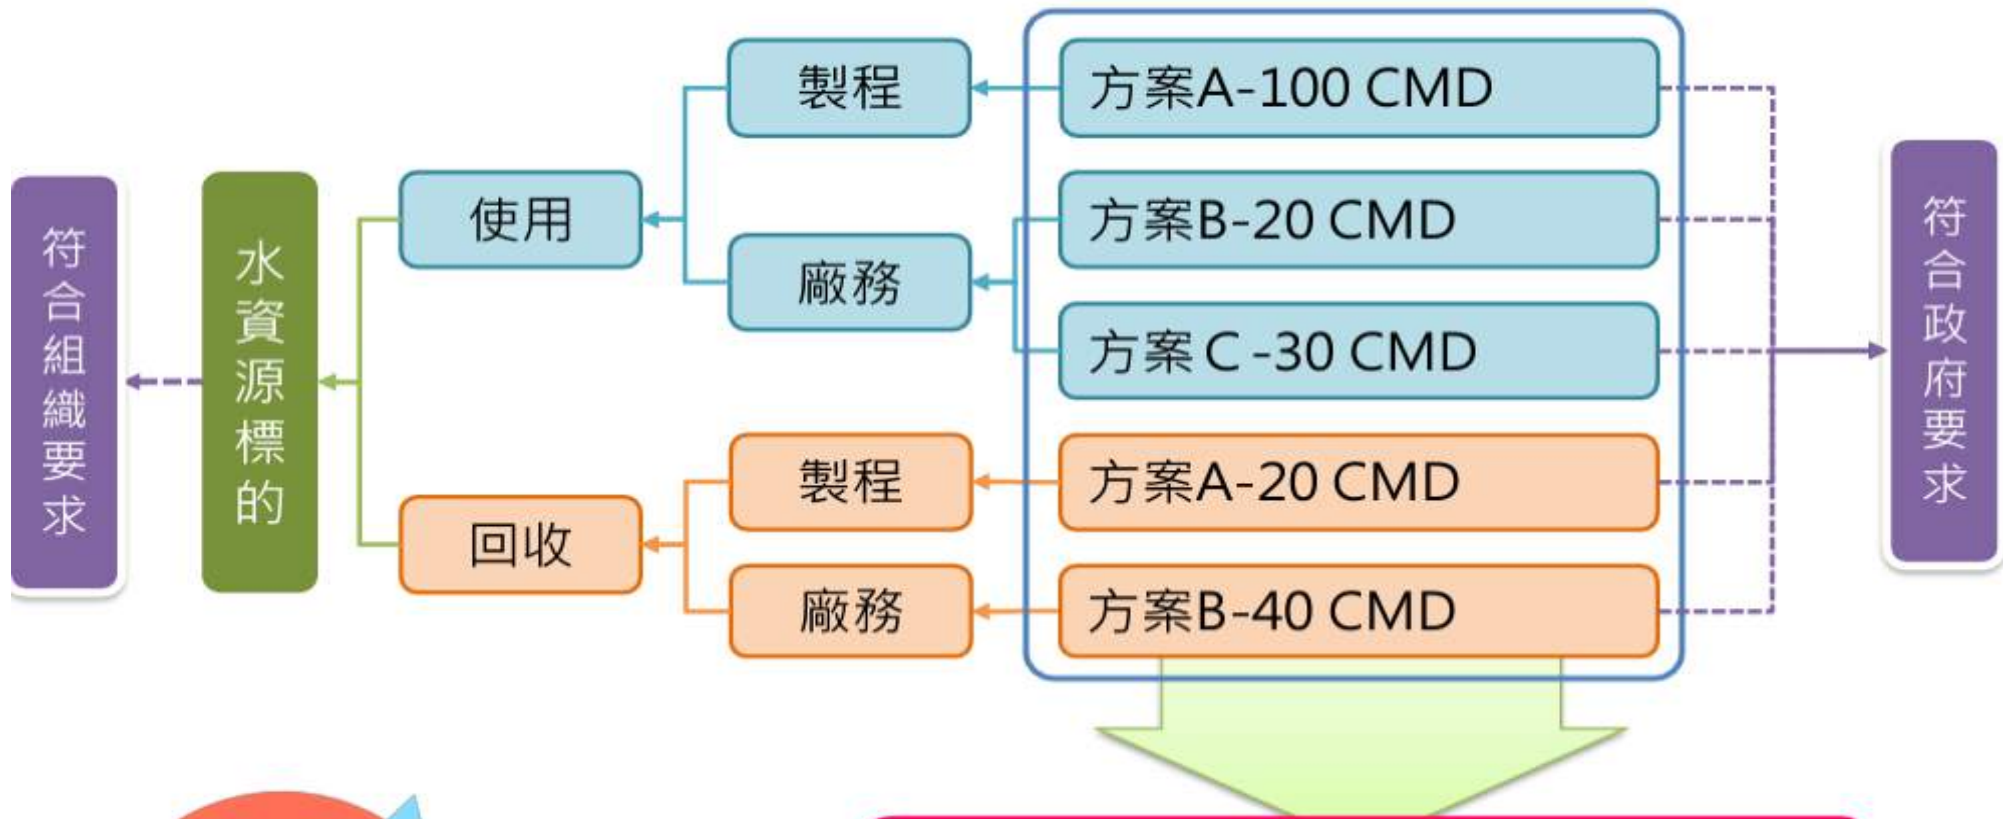 符合組織要求
水資源標的
使用
製程
方案A-100 CMD
廠務
方案B-20 CMD
方案C-30 CMD
回收
製程
方案A-20 CMD
廠務
方案B-40 CMD
符合政府要求